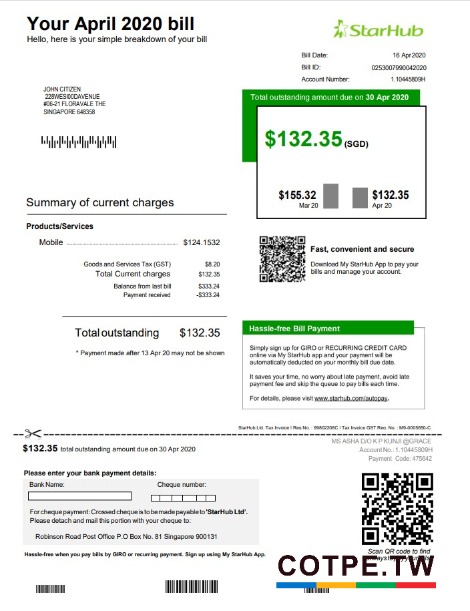 Your April 2020 bill
Hello, here is your simple breakdown of your bill
StarHub
Bill Date: 16 Apr2020
Bill ID: 0253007990042020
Account Number: 1.10445809H
JOHN CITIZEN
228WESI00DAVENUE
#06-21 FLORAVALE THE
SINGAPORE 648358
Total outstanding amount due on 30 Apr 2020
$132.35 (SGD)
$155.32
Mar 20
$132.35
Apr 20
Summary of current charges
Products/Services
Mobile $124.1532
Goods and Services Tax (GST) $8.20
Total Current charges $132.35
Balance from last bill $333.24
Payment received -$333.24
Totaloutstanding $132.35
* Payment made after 13 Apr 20 may not be shown
Fast, convenient and secure
Download My StarHub App to pay your
bills and manage your account.
Hassle-free Bill Payment
Simply sign up for GIRO or RECURRING CREDIT CARD
online via My StarHub app and your payment will be
automatically deducted on your monthly bill due date.
It saves your time, no worry about late payment, avoid late
payment fee and skip the queue to pay bills each time.
For details, please visit www.starhub.com/autopay.
StarHub Ltd. Tax Invoice I Res No. : 1998G2208C I Tax Invoice GST Reg. No. : M9-0005650-C
$132.35 total outstanding amount due on 30 Apr 2020
MS ASHA D/O K P KUNJI @GRACE
Account No.: 1.10445809H
Payment. Code: 475642
Please enter your bank payment details:
Bank Name:
Cheque number:
For cheque payment: Crossed cheque is to be made payable to 'StarHub Ltd'.
Please detach and mail this portion with your cheque to:
Robinson Road Post Office P.O Box No. 81 Singapore 900131
Hassle-free when you pay bills by GIRO or recurring payment. Sign up using My StarHub App.
Scan QR code to find
COTPE.TW